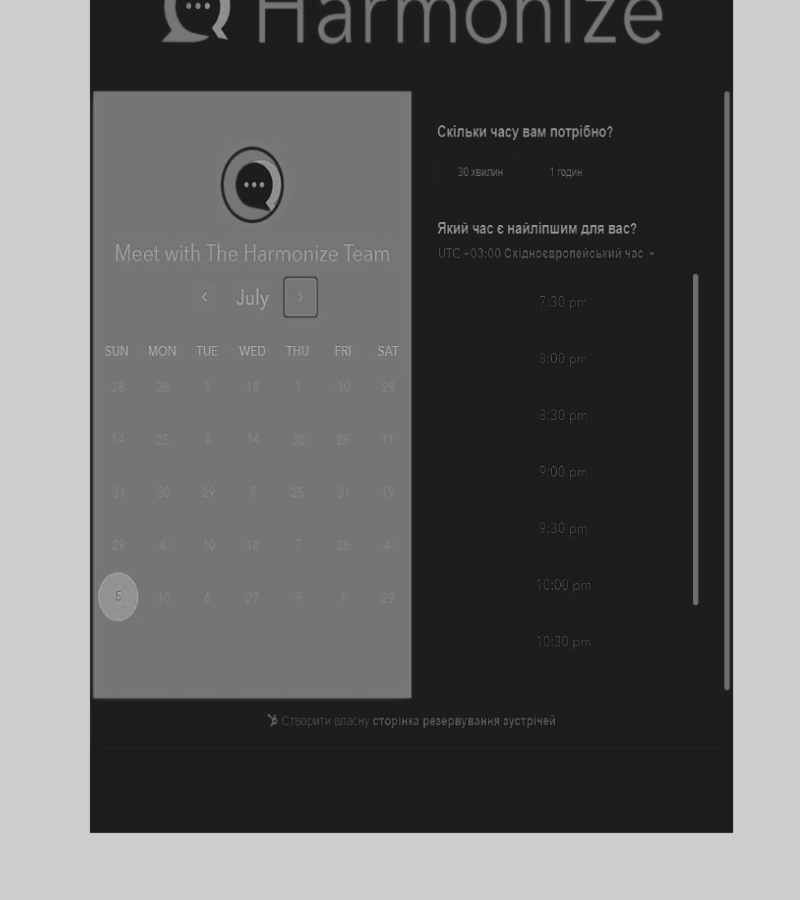 Harmonize
Meet with The Harmonize Team
July
SUN MON TUE WED THU FRI SAT
28 28 5 18 1 10 29
14 25 8 14 30 28 11
31 30 29 8 25 31 19
29 4 10 18 7 28 4
5 10 6 27 9 1 29
Скільки часу вам потрібно?
30 хвилин 1 годин
Який час є найліпшим для вас?
UTC +03:00 Східноєвропейський час
7:30 pm
8:00 pm
8:30 pm
9:00 pm
9:30 pm
10:00 pm
10:30 pm
Створити власну сторінка резервування зустрічей